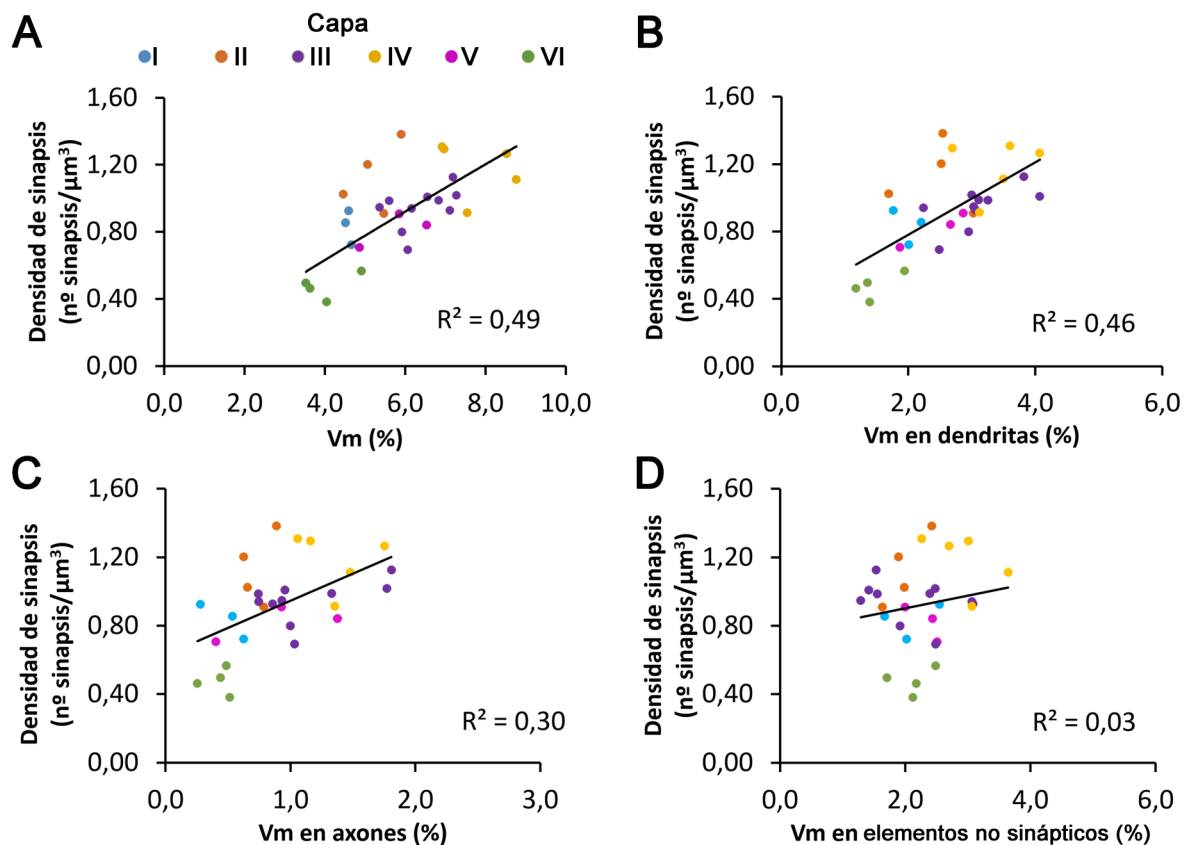 A
Capa
I II III IV V VI
Densidad de sinapsis
(nº sinapsis/µm³)
1,60
1,20
0,80
0,40
0,00
R² = 0,49
0,0 2,0 4,0 6,0 8,0 10,0
Vm (%)
B
Densidad de sinapsis
(nº sinapsis/µm³)
1,60
1,20
0,80
0,40
0,00
R² = 0,46
0,0 2,0 4,0 6,0
Vm en dendritas (%)
C
Densidad de sinapsis
(nº sinapsis/µm³)
1,60
1,20
0,80
0,40
0,00
R² = 0,30
0,0 1,0 2,0 3,0
Vm en axones (%)
D
Densidad de sinapsis
(nº sinapsis/µm³)
1,60
1,20
0,80
0,40
0,00
R² = 0,03
0,0 2,0 4,0 6,0
Vm en elementos no sinápticos (%)